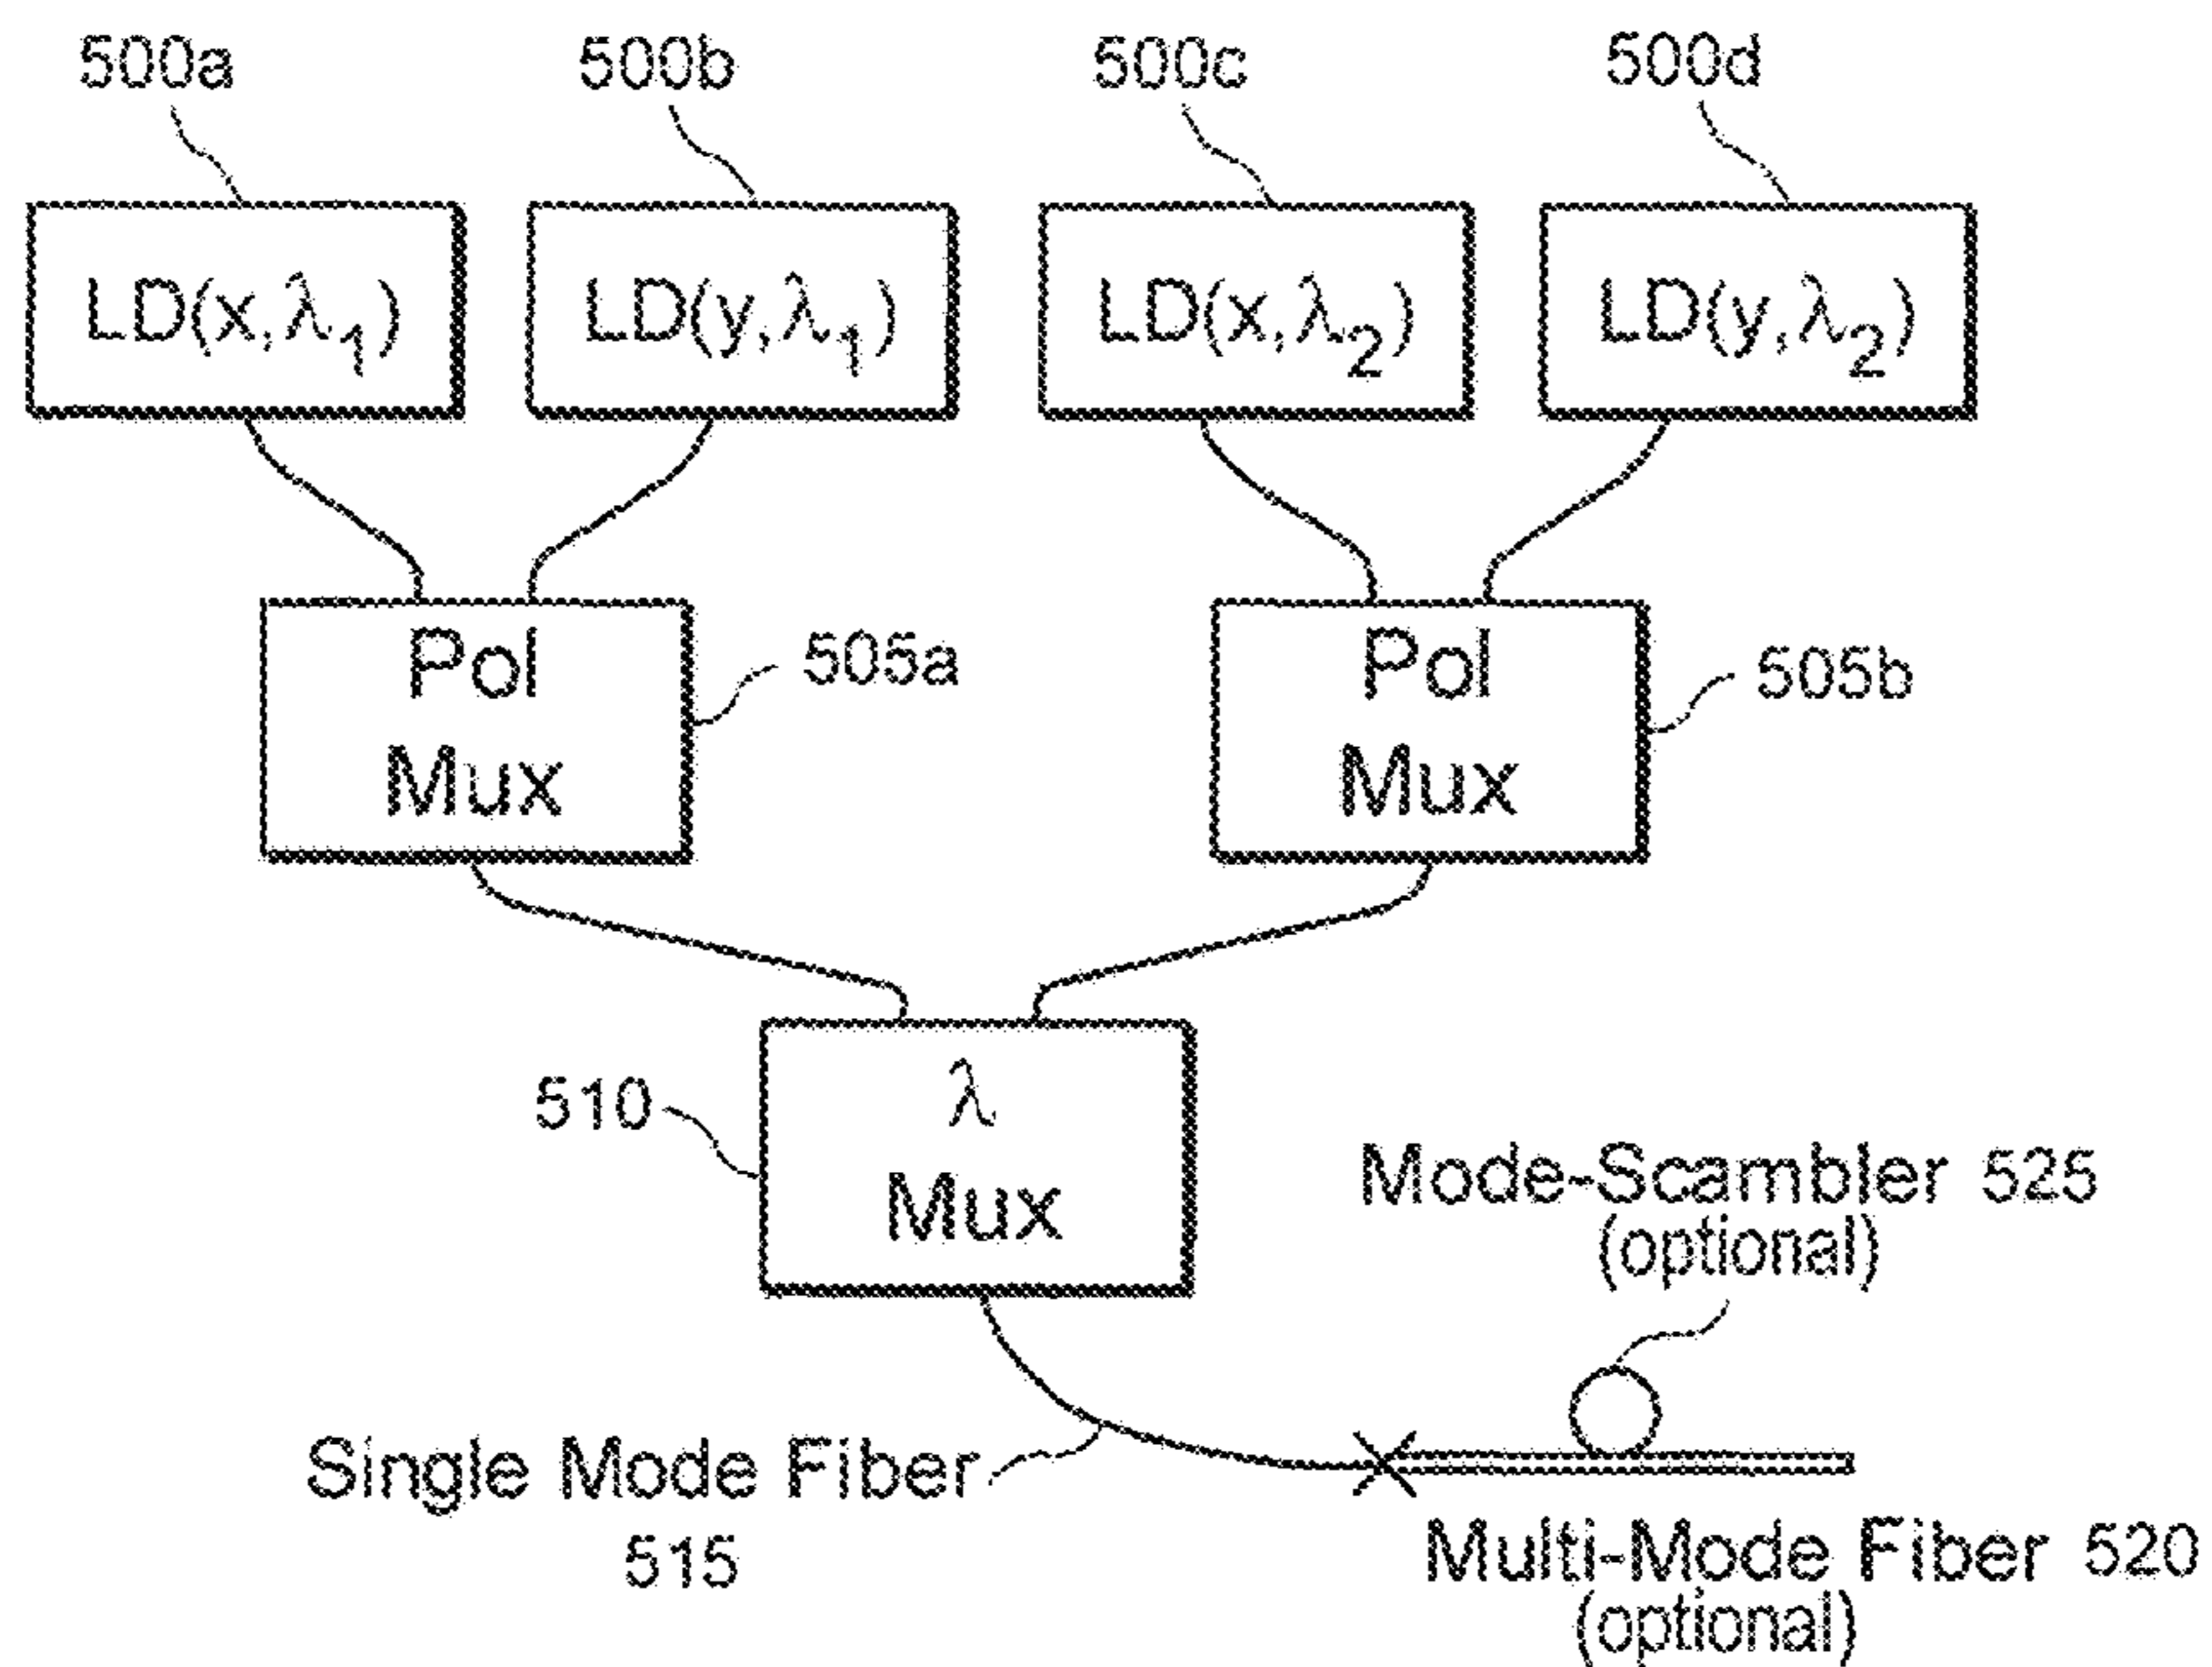 500a 500b 500c 500d
LD(x, λ1) LD(y, λ1) LD(x, λ2) LD(y, λ2)
Pol
Mux
505a
Pol
Mux
505b
510
λ
Mux
Mode-Scambler 525
(optional)
Single Mode Fiber
515
Multi-Mode Fiber 520
(optional)